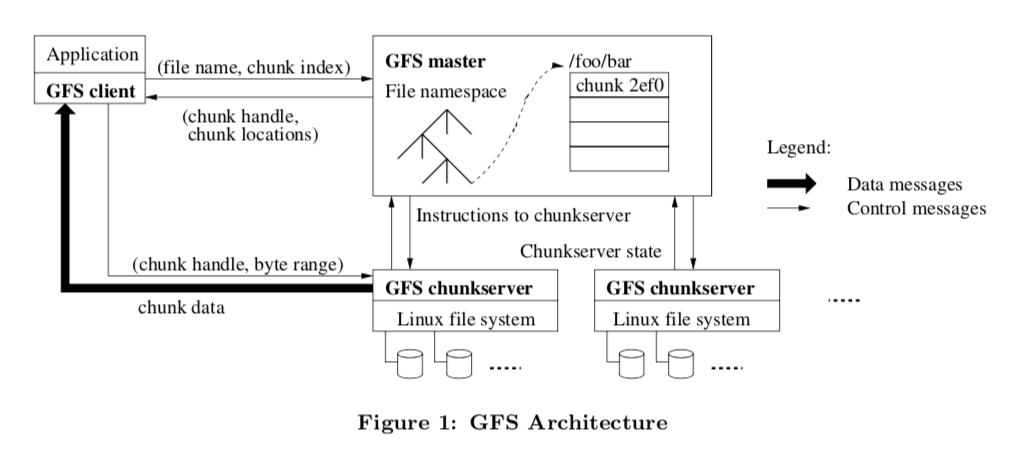 Application
GFS client
(file name, chunk index)
(chunk handle,
chunk locations)
GFS master
File namespace
/foo/bar
chunk 2ef0
Legend:
Data messages
Control messages
Instructions to chunkserver
Chunkserver state
(chunk handle, byte range)
chunk data
GFS chunkserver
Linux file system
GFS chunkserver
Linux file system
Figure 1: GFS Architecture